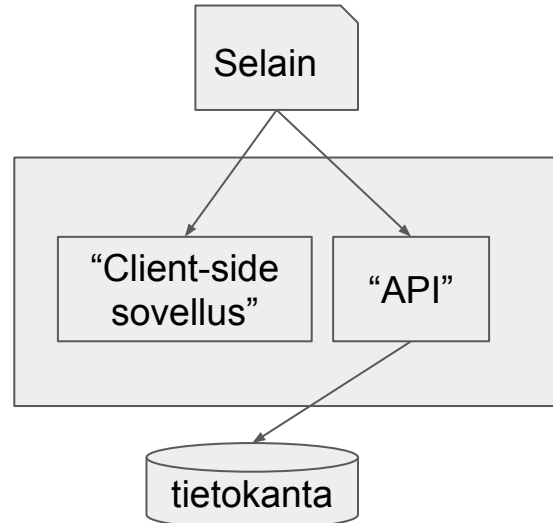 Selain
“Client-side
sovellus”
“API”
tietokanta